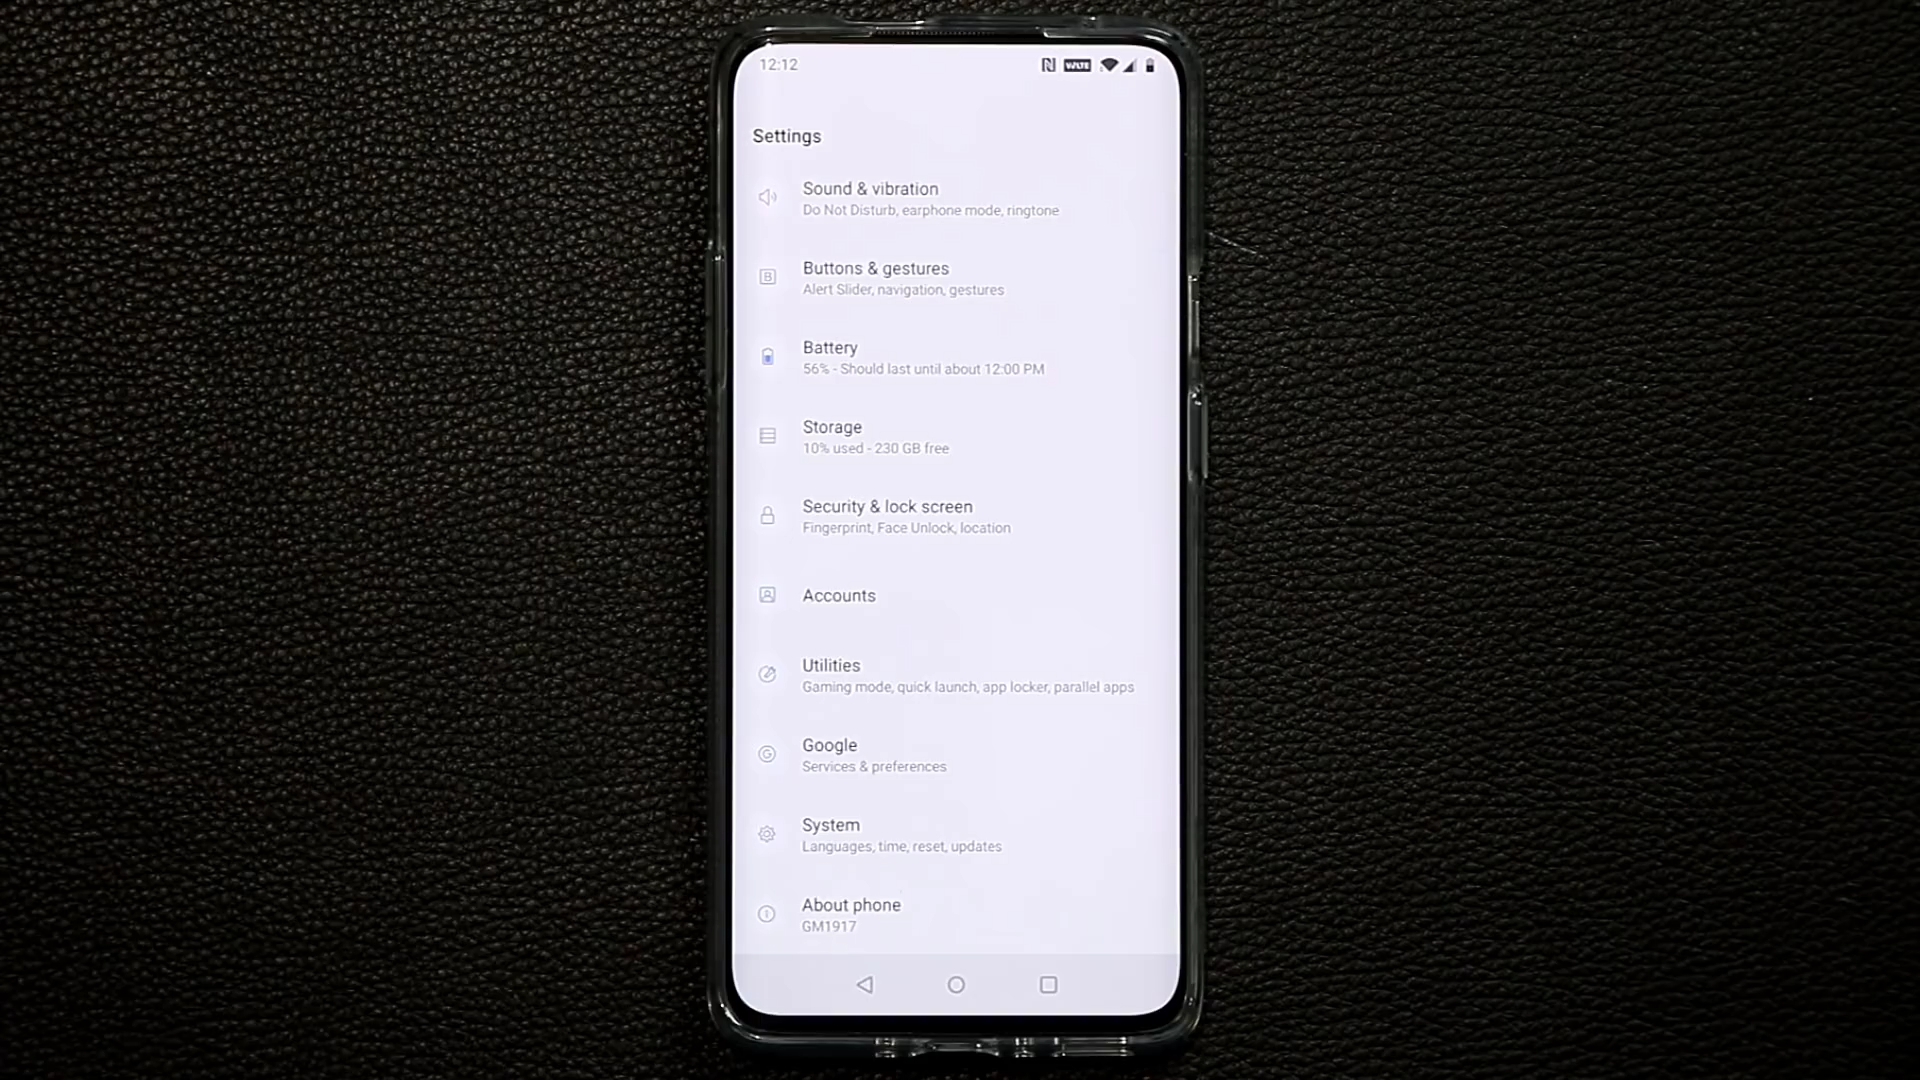 12:12
VoLTE
Settings
Sound & vibration
Do Not Disturb, earphone mode, ringtone
Buttons & gestures
Alert Slider, navigation, gestures
Battery
56% - Should last until about 12:00 PM
Storage
10% used - 230 GB free
Security & lock screen
Fingerprint, Face Unlock, location
Accounts
Utilities
Gaming mode, quick launch, app locker, parallel apps
Google
Services & preferences
System
Languages, time, reset, updates
About phone
GM1917